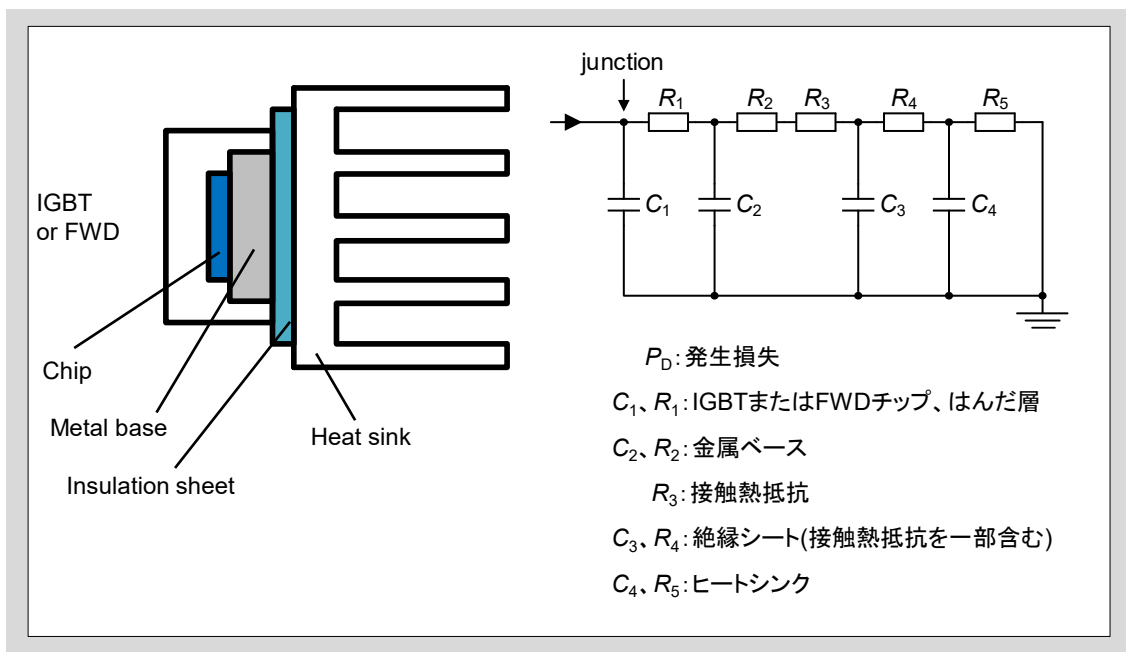 IGBT
or FWD
Chip
Metal base
Insulation sheet
Heat sink
junction
R1 R2 R3 R4 R5
C1 C2 C3 C4
PD:発生損失
C1、R1:IGBTまたはFWDチップ、はんだ層
C2、R2:金属ベース
R3:接触熱抵抗
C3、R4:絶縁シート(接触熱抵抗を一部含む)
C4、R5:ヒートシンク